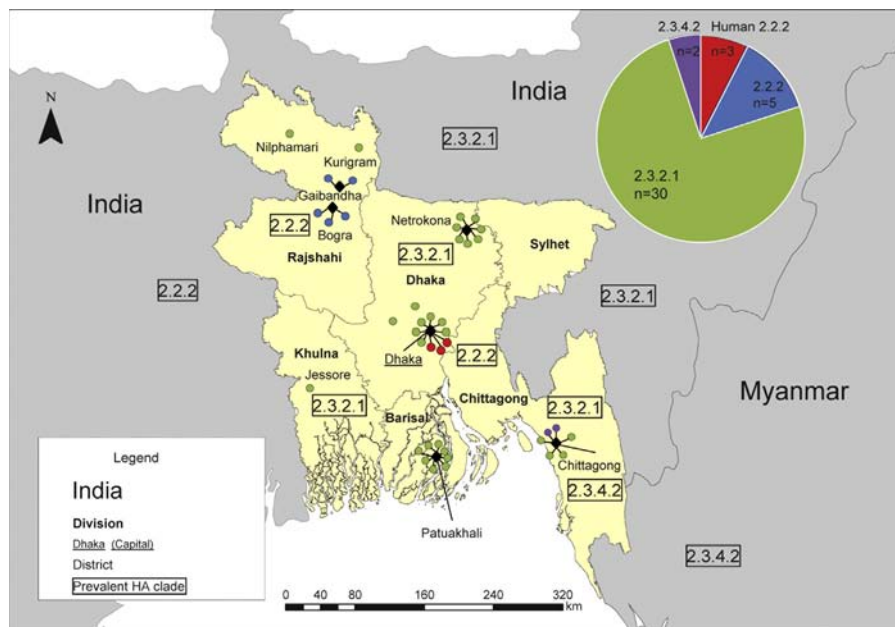 2.3.4.2
n=2
Human 2.2.2
n=3
2.2.2
n=5
2.3.2.1
n=30
N
India
2.3.2.1
Nilphamari
Kurigram
India
Gaibandha
2.2.2
Bogra
Rajshahi
Netrokona
2.3.2.1
Dhaka
Sylhet
2.2.2
2.3.2.1
Dhaka
2.2.2
Khulna
Jessore
2.3.2.1
Barisal
Chittagong
2.3.2.1
Myanmar
Chittagong
2.3.4.2
Patuakhali
2.3.4.2
Legend
India
Division
Dhaka (Capital)
District
Prevalent HA clade
0 20 40 80 120 160 240 320
km